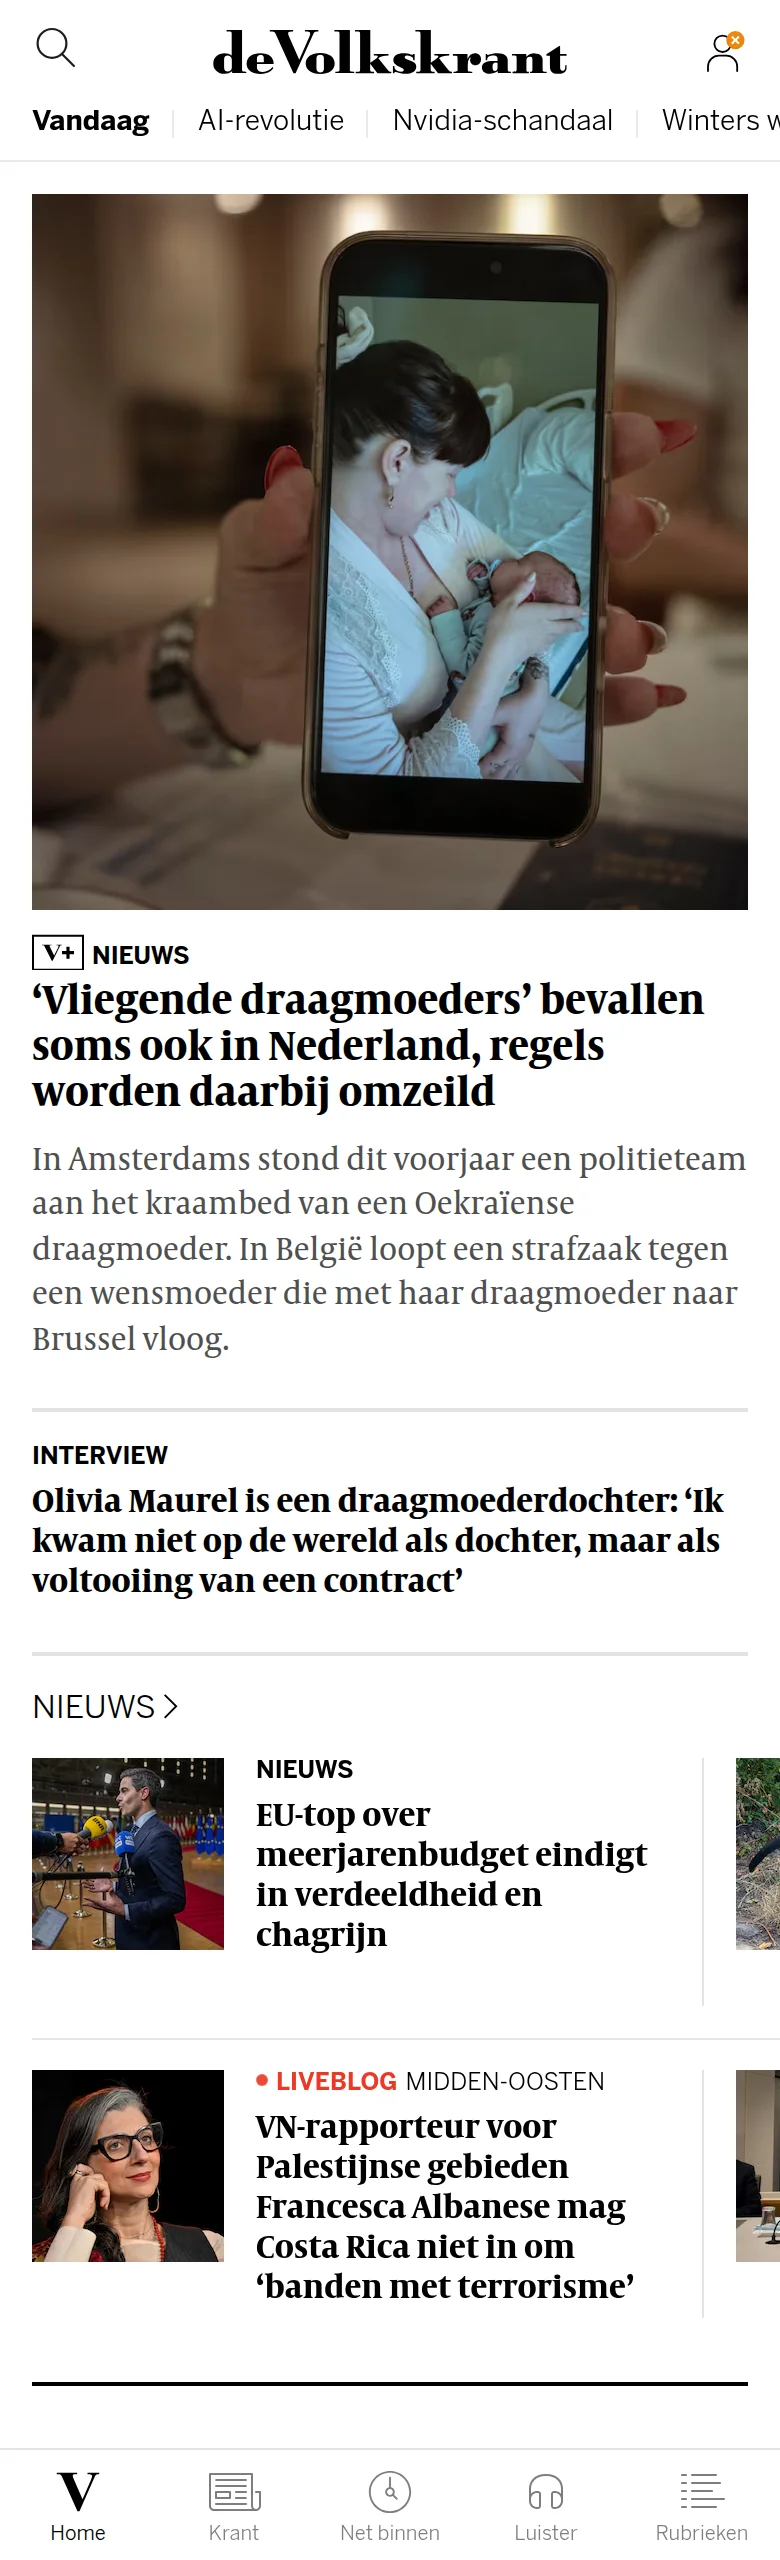 deVolkskrant
Vandaag
AI-revolutie
Nvidia-schandaal
Winters w
V+ NIEUWS
‘Vliegende draagmoeders’ bevallen
soms ook in Nederland, regels
worden daarbij omzeild
In Amsterdams stond dit voorjaar een politieteam
aan het kraambed van een Oekraïense
draagmoeder. In België loopt een strafzaak tegen
een wensmoeder die met haar draagmoeder naar
Brussel vloog.
INTERVIEW
Olivia Maurel is een draagmoederdochter: ‘Ik
kwam niet op de wereld als dochter, maar als
voltooiing van een contract’
NIEUWS
NIEUWS
EU-top over
meerjarenbudget eindigt
in verdeeldheid en
chagrijn
LIVEBLOG MIDDEN-OOSTEN
VN-rapporteur voor
Palestijnse gebieden
Francesca Albanese mag
Costa Rica niet in om
‘banden met terrorisme’
V
Home
Krant
Net binnen
Luister
Rubrieken